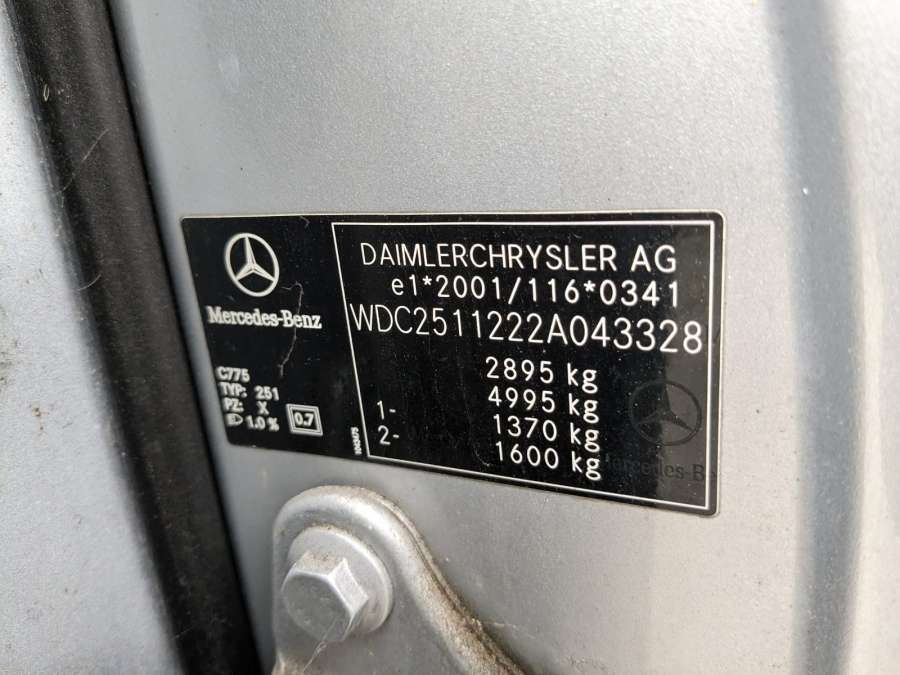 Mercedes-Benz
C775
TYP: 251
PZ: X
1.0 %
0.7
DAIMLERCHRYSLER AG
e1*2001/116*0341
WDC2511222A043328
2895 kg
4995 kg
1- 1370 kg
2- 1600 kg
Mercedes-B